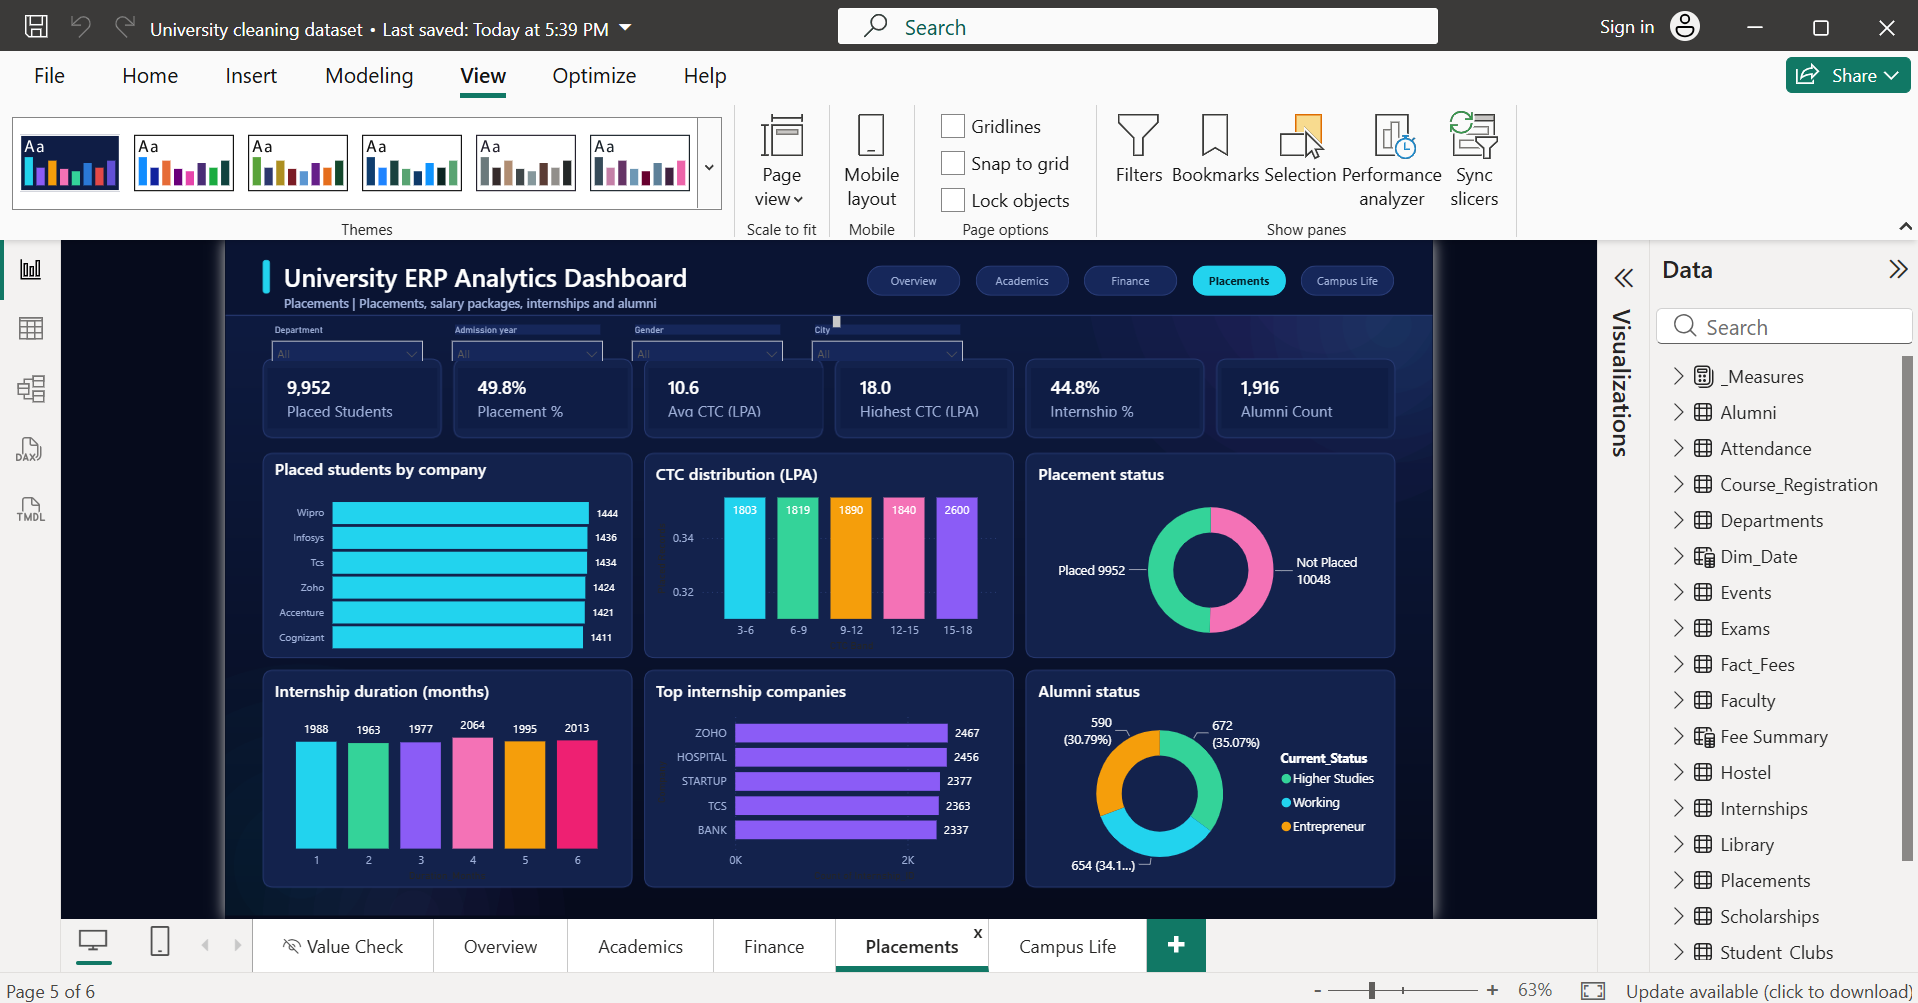 University cleaning dataset • Last saved: Today at 5:39 PM
Search
Sign in
File
Home
Insert
Modeling
View
Optimize
Help
Share
Aa
Aa
Aa
Aa
Aa
Aa
Themes
Page view
Scale to fit
Mobile layout
Mobile
Gridlines
Snap to grid
Lock objects
Page options
Filters
Bookmarks
Selection
Performance analyzer
Sync slicers
Show panes
DAX
TMDL
University ERP Analytics Dashboard
Placements | Placements, salary packages, internships and alumni
Overview
Academics
Finance
Placements
Campus Life
Department
Admission year
Gender
City
All
All
All
All
9,952
Placed Students
49.8%
Placement %
10.6
Avg CTC (LPA)
18.0
Highest CTC (LPA)
44.8%
Internship %
1,916
Alumni Count
Placed students by company
Wipro 1444
Infosys 1436
Tcs 1434
Zoho 1424
Accenture 1421
Cognizant 1411
CTC distribution (LPA)
1803 1819 1890 1840 2600
0.34
0.32
3-6 6-9 9-12 12-15 15-18
Placement status
Placed 9952
Not Placed
10048
Internship duration (months)
1988 1963 1977 2064 1995 2013
1 2 3 4 5 6
Top internship companies
ZOHO 2467
HOSPITAL 2456
STARTUP 2377
TCS 2363
BANK 2337
0K 2K
Alumni status
590
(30.79%)
672
(35.07%)
654 (34.1...)
Current_Status
Higher Studies
Working
Entrepreneur
Visualizations
Data
Search
_Measures
Alumni
Attendance
Course_Registration
Departments
Dim_Date
Events
Exams
Fact_Fees
Faculty
Fee Summary
Hostel
Internships
Library
Placements
Scholarships
Student_Clubs
Value Check
Overview
Academics
Finance
Placements
x
Campus Life
+
Page 5 of 6
- + 63%
Update available (click to download)